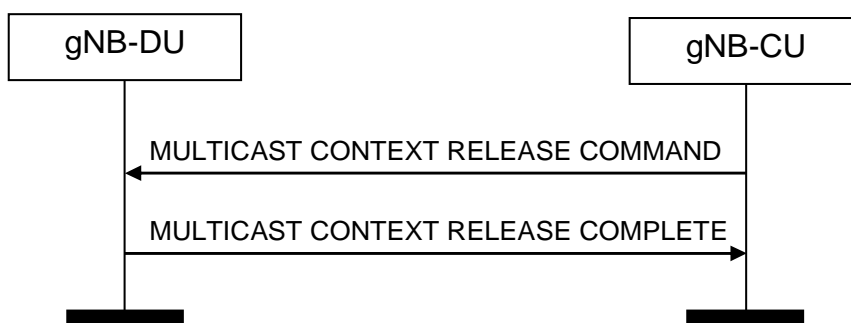 gNB-DU
gNB-CU
MULTICAST CONTEXT RELEASE COMMAND
MULTICAST CONTEXT RELEASE COMPLETE